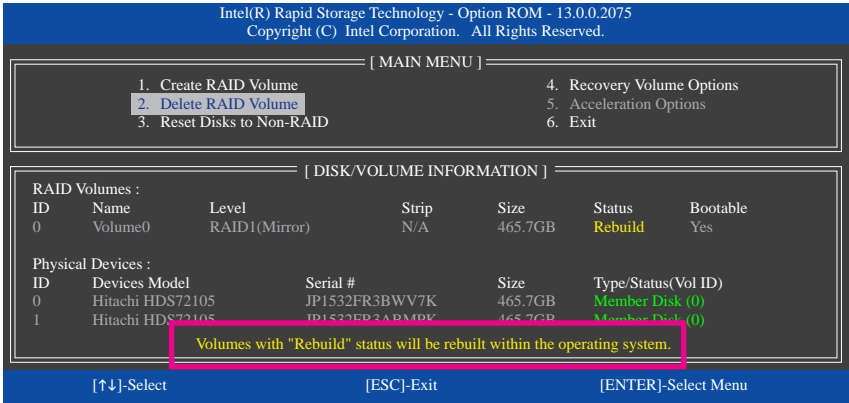 Intel(R) Rapid Storage Technology - Option ROM - 13.0.0.2075
Copyright (C) Intel Corporation. All Rights Reserved.
[ MAIN MENU ]
1. Create RAID Volume 4. Recovery Volume Options
2. Delete RAID Volume 5. Acceleration Options
3. Reset Disks to Non-RAID 6. Exit
[ DISK/VOLUME INFORMATION ]
RAID Volumes :
ID Name Level Strip Size Status Bootable
0 Volume0 RAID1(Mirror) N/A 465.7GB Rebuild Yes
Physical Devices :
ID Devices Model Serial # Size Type/Status(Vol ID)
0 Hitachi HDS72105 JP1532FR3BWV7K 465.7GB Member Disk (0)
1 Hitachi HDS72105 JP1532FR3ABMPK 465.7GB Member Disk (0)
Volumes with "Rebuild" status will be rebuilt within the operating system.
[↑↓]-Select [ESC]-Exit [ENTER]-Select Menu